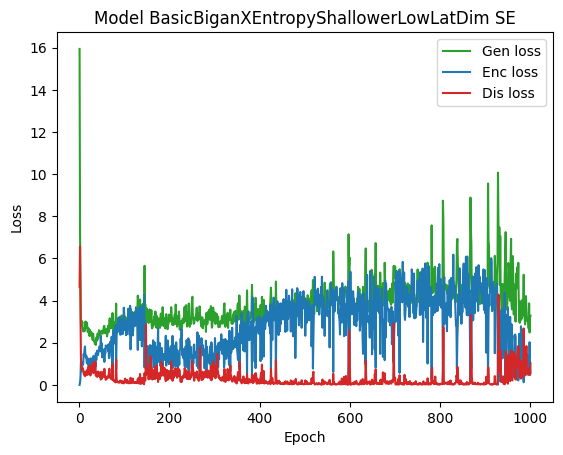 Model BasicBiganXEntropyShallowerLowLatDim SE
Gen loss
Enc loss
Dis loss
16
14
12
10
8
6
4
2
0
Loss
0 200 400 600 800 1000
Epoch